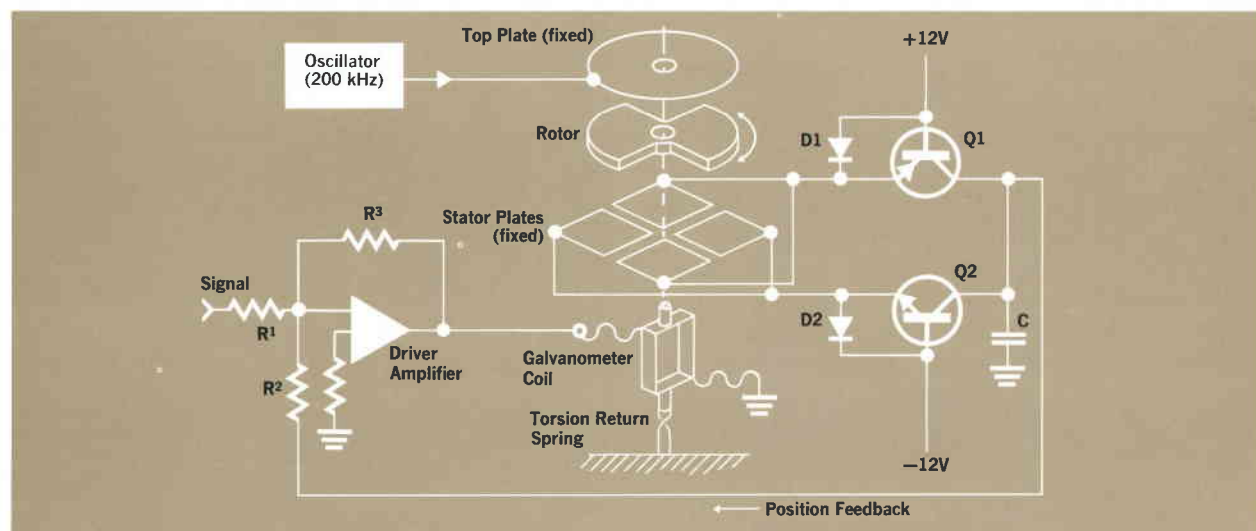 Top Plate (fixed)
+12V
Oscillator
(200 kHz)
Rotor
D1
Q1
R³
Stator Plates
(fixed)
Signal
R¹
Q2
D2
C
Driver
Amplifier
Galvanometer
Coil
R²
Torsion Return
Spring
−12V
Position Feedback